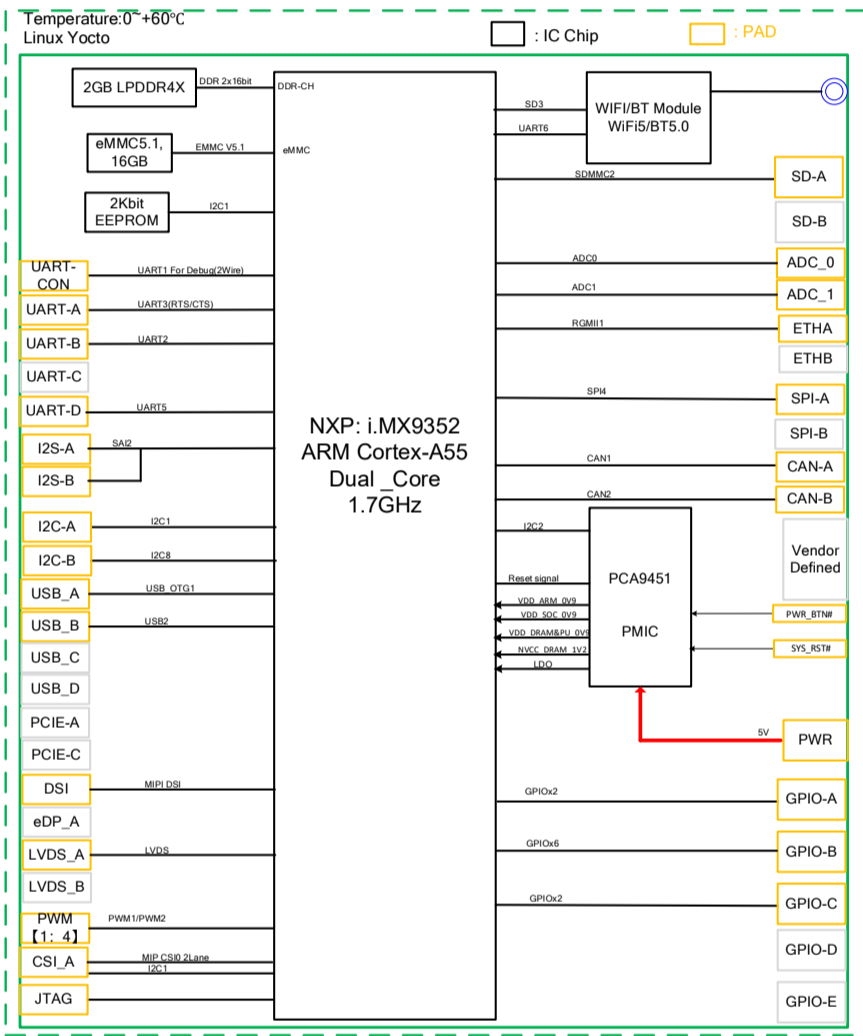 Temperature:0~+60℃
Linux Yocto
: IC Chip
: PAD
2GB LPDDR4X
DDR 2x16bit
DDR-CH
eMMC5.1,
16GB
EMMC V5.1
eMMC
2Kbit
EEPROM
I2C1
UART-
CON
UART1 For Debug(2Wire)
UART-A
UART3(RTS/CTS)
UART-B
UART2
UART-C
UART-D
UART5
I2S-A
SAI2
I2S-B
I2C-A
I2C1
I2C-B
I2C8
USB_A
USB_OTG1
USB_B
USB2
USB_C
USB_D
PCIE-A
PCIE-C
DSI
MIPI DSI
eDP_A
LVDS_A
LVDS
LVDS_B
PWM
【1: 4】
PWM1/PWM2
CSI_A
MIP CSI0 2Lane
I2C1
JTAG
NXP: i.MX9352
ARM Cortex-A55
Dual _Core
1.7GHz
SD3
UART6
WIFI/BT Module
WiFi5/BT5.0
SDMMC2
SD-A
SD-B
ADC0
ADC_0
ADC1
ADC_1
RGMII1
ETHA
ETHB
SPI4
SPI-A
SPI-B
CAN1
CAN-A
CAN2
CAN-B
I2C2
Reset signal
VDD_ARM_0V9
VDD_SOC_0V9
VDD_DRAM&PU_0V9
NVCC_DRAM_1V2
LDO
PCA9451
PMIC
Vendor
Defined
PWR_BTN#
SYS_RST#
5V
PWR
GPIOx2
GPIO-A
GPIOx6
GPIO-B
GPIOx2
GPIO-C
GPIO-D
GPIO-E